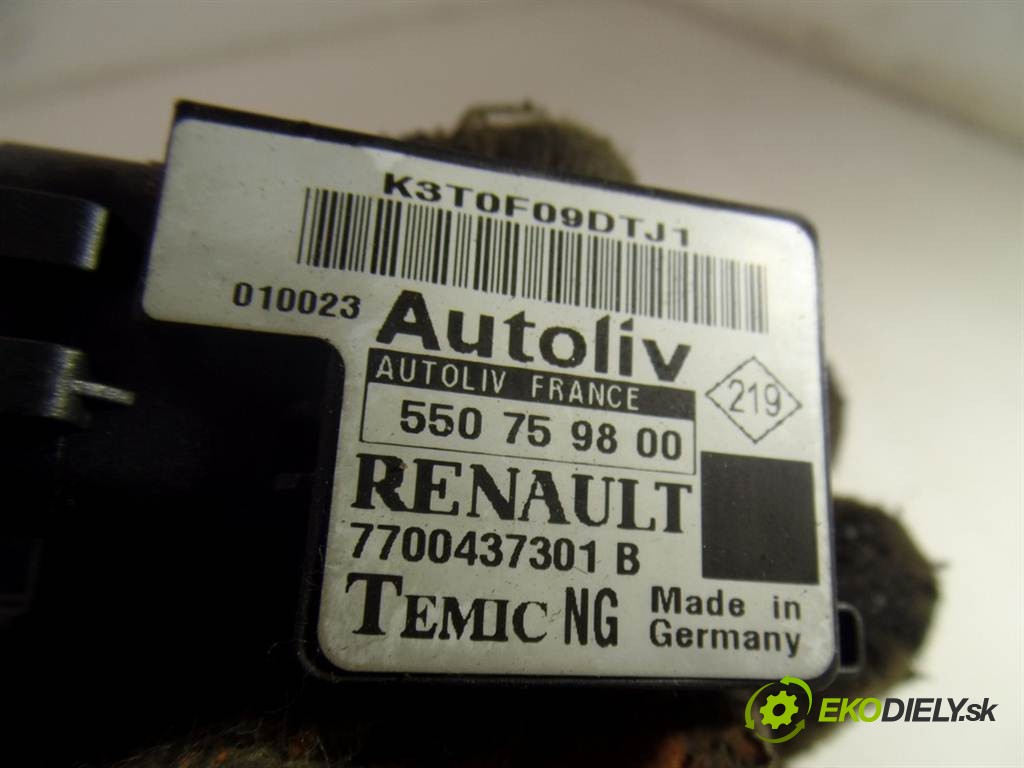 K3T0F09DTJ1
010023
Autoliv
AUTOLIV FRANCE
550 75 98 00
219
RENAULT
7700437301 B
TEMIC NG
Made in
Germany
EKODIELY.sk